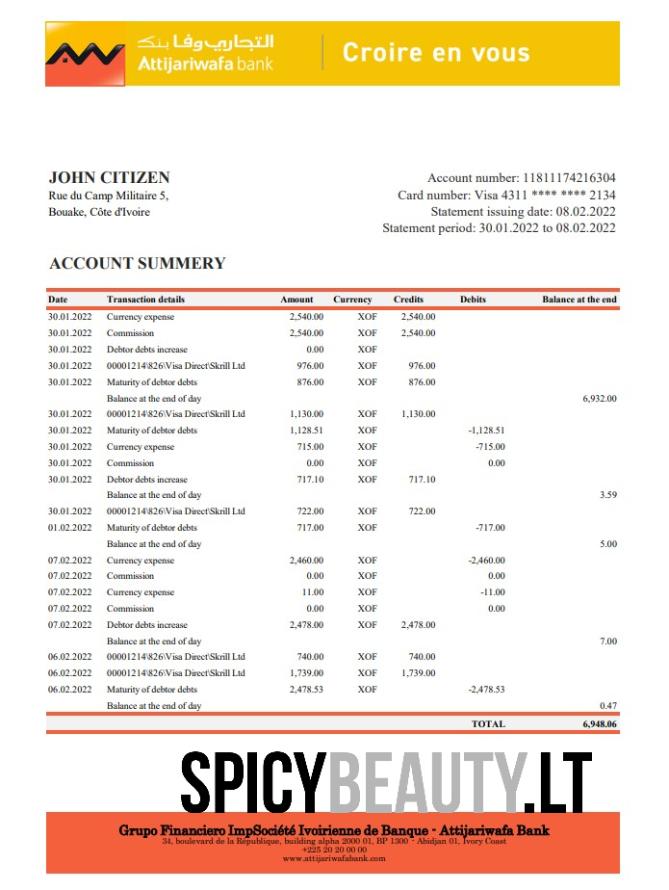 التجاري وفا بنك
Attijariwafa bank
Croire en vous
JOHN CITIZEN
Rue du Camp Militaire 5,
Bouake, Côte d'Ivoire
Account number: 11811174216304
Card number: Visa 4311 **** **** 2134
Statement issuing date: 08.02.2022
Statement period: 30.01.2022 to 08.02.2022
ACCOUNT SUMMERY
Date Transaction details Amount Currency Credits Debits Balance at the end
30.01.2022 Currency expense 2,540.00 XOF 2,540.00
30.01.2022 Commission 2,540.00 XOF 2,540.00
30.01.2022 Debtor debts increase 0.00 XOF
30.01.2022 00001214\826\Visa Direct\Skrill Ltd 976.00 XOF 976.00
30.01.2022 Maturity of debtor debts 876.00 XOF 876.00
Balance at the end of day 6,932.00
30.01.2022 00001214\826\Visa Direct\Skrill Ltd 1,130.00 XOF 1,130.00
30.01.2022 Maturity of debtor debts 1,128.51 XOF -1,128.51
30.01.2022 Currency expense 715.00 XOF -715.00
30.01.2022 Commission 0.00 XOF 0.00
30.01.2022 Debtor debts increase 717.10 XOF 717.10
Balance at the end of day 3.59
30.01.2022 00001214\826\Visa Direct\Skrill Ltd 722.00 XOF 722.00
01.02.2022 Maturity of debtor debts 717.00 XOF -717.00
Balance at the end of day 5.00
07.02.2022 Currency expense 2,460.00 XOF -2,460.00
07.02.2022 Commission 0.00 XOF 0.00
07.02.2022 Currency expense 11.00 XOF -11.00
07.02.2022 Commission 0.00 XOF 0.00
07.02.2022 Debtor debts increase 2,478.00 XOF 2,478.00
Balance at the end of day 7.00
06.02.2022 00001214\826\Visa Direct\Skrill Ltd 740.00 XOF 740.00
06.02.2022 00001214\826\Visa Direct\Skrill Ltd 1,739.00 XOF 1,739.00
06.02.2022 Maturity of debtor debts 2,478.53 XOF -2,478.53
Balance at the end of day 0.47
TOTAL 6,948.06
SPICYBEAUTY.LT
Grupo Financiero ImpSociété Ivoirienne de Banque - Attijariwafa Bank
34, boulevard de la République, building alpha 2000 01, BP 1300 - Abidjan 01, Ivory Coast
+225 20 20 00 00
www.attijariwafabank.com